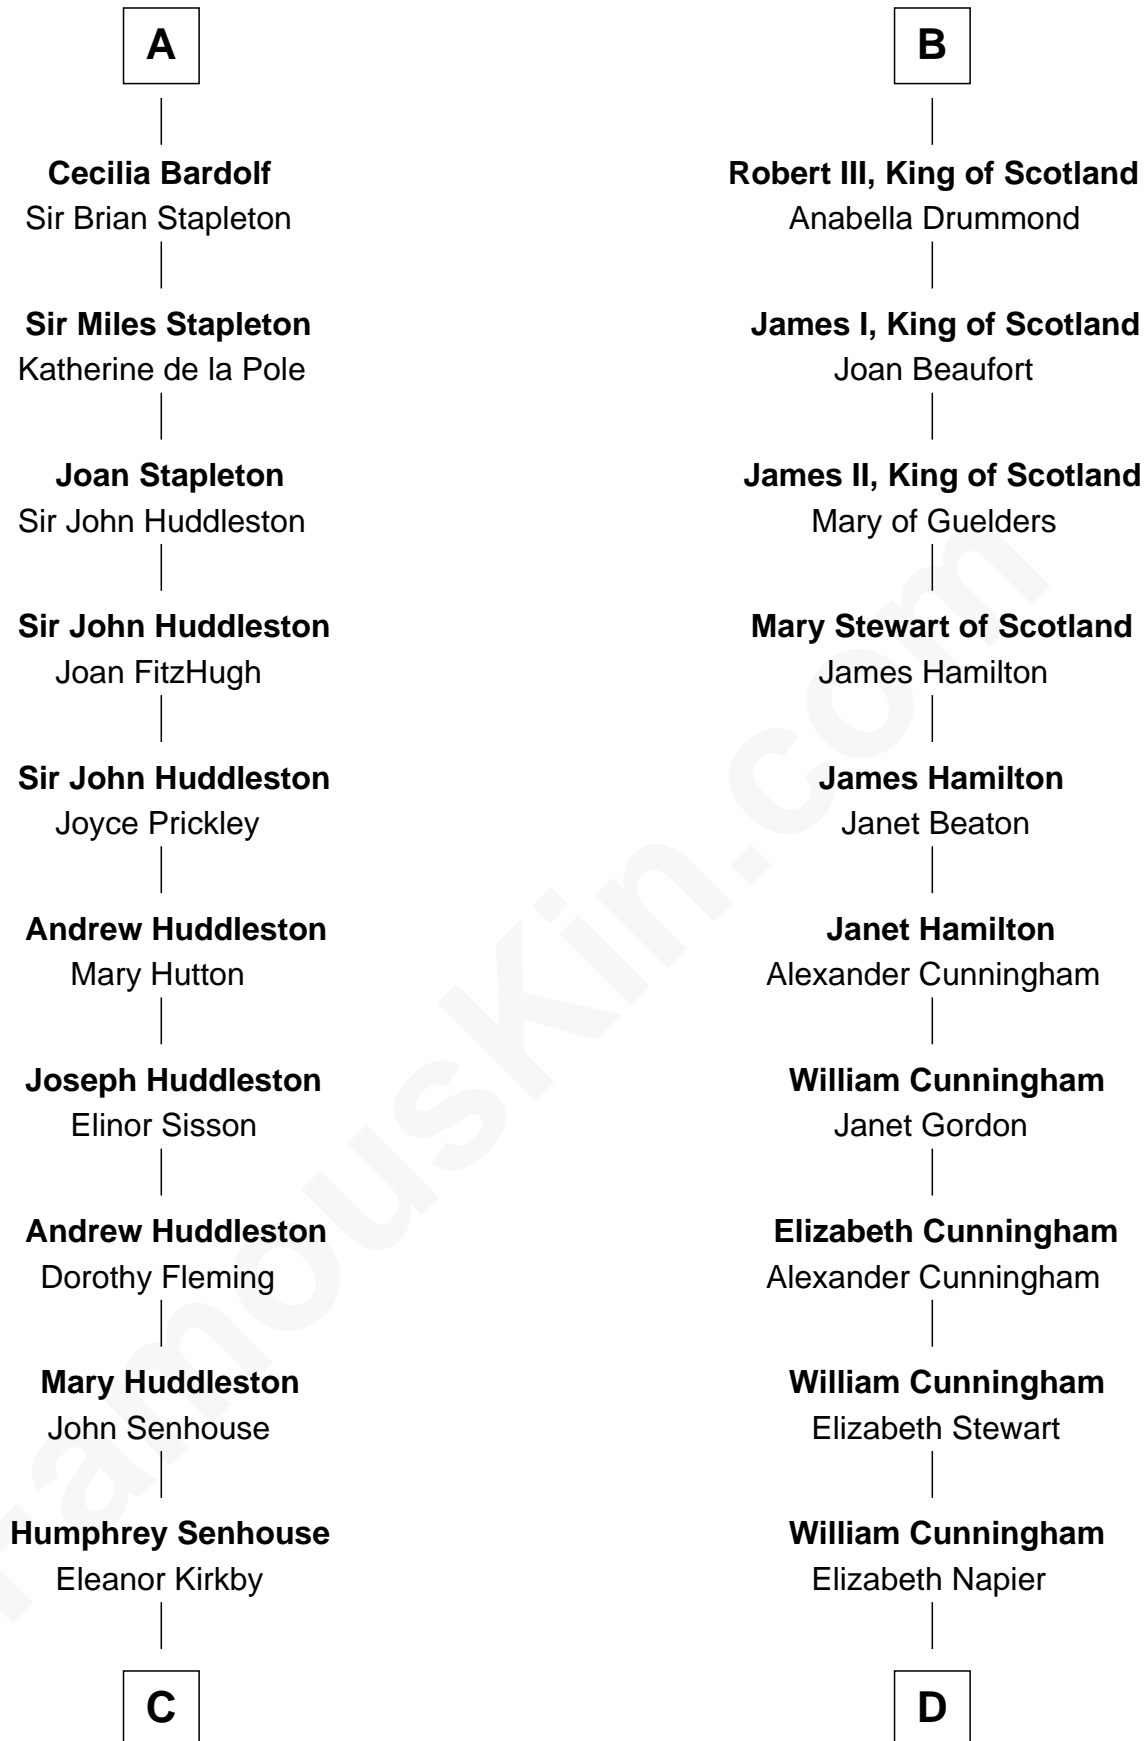 A
Cecilia Bardolf
Sir Brian Stapleton
Sir Miles Stapleton
Katherine de la Pole
Joan Stapleton
Sir John Huddleston
Sir John Huddleston
Joan FitzHugh
Sir John Huddleston
Joyce Prickley
Andrew Huddleston
Mary Hutton
Joseph Huddleston
Elinor Sisson
Andrew Huddleston
Dorothy Fleming
Mary Huddleston
John Senhouse
Humphrey Senhouse
Eleanor Kirkby
C
B
Robert III, King of Scotland
Anabella Drummond
James I, King of Scotland
Joan Beaufort
James II, King of Scotland
Mary of Guelders
Mary Stewart of Scotland
James Hamilton
James Hamilton
Janet Beaton
Janet Hamilton
Alexander Cunningham
William Cunningham
Janet Gordon
Elizabeth Cunningham
Alexander Cunningham
William Cunningham
Elizabeth Stewart
William Cunningham
Elizabeth Napier
D
FamousKin.com